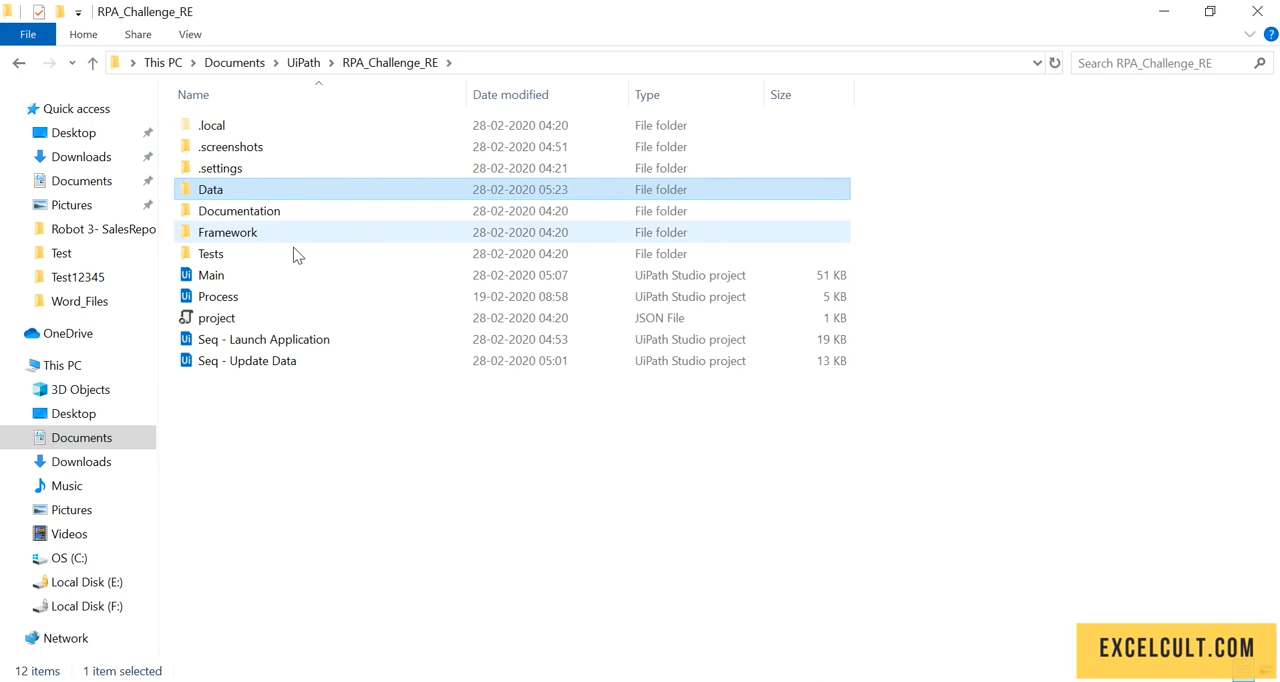 RPA_Challenge_RE
File Home Share View
This PC Documents UiPath RPA_Challenge_RE
Search RPA_Challenge_RE
Name Date modified Type Size
.local 28-02-2020 04:20 File folder
.screenshots 28-02-2020 04:51 File folder
.settings 28-02-2020 04:21 File folder
Data 28-02-2020 05:23 File folder
Documentation 28-02-2020 04:20 File folder
Framework 28-02-2020 04:20 File folder
Tests 28-02-2020 04:20 File folder
Main 28-02-2020 05:07 UiPath Studio project 51 KB
Process 19-02-2020 08:58 UiPath Studio project 5 KB
project 28-02-2020 04:20 JSON File 1 KB
Seq - Launch Application 28-02-2020 04:53 UiPath Studio project 19 KB
Seq - Update Data 28-02-2020 05:01 UiPath Studio project 13 KB
Quick access
Desktop
Downloads
Documents
Pictures
Robot 3- SalesRepo
Test
Test12345
Word_Files
OneDrive
This PC
3D Objects
Desktop
Documents
Downloads
Music
Pictures
Videos
OS (C:)
Local Disk (E:)
Local Disk (F:)
Network
12 items 1 item selected
EXCELCULT.COM